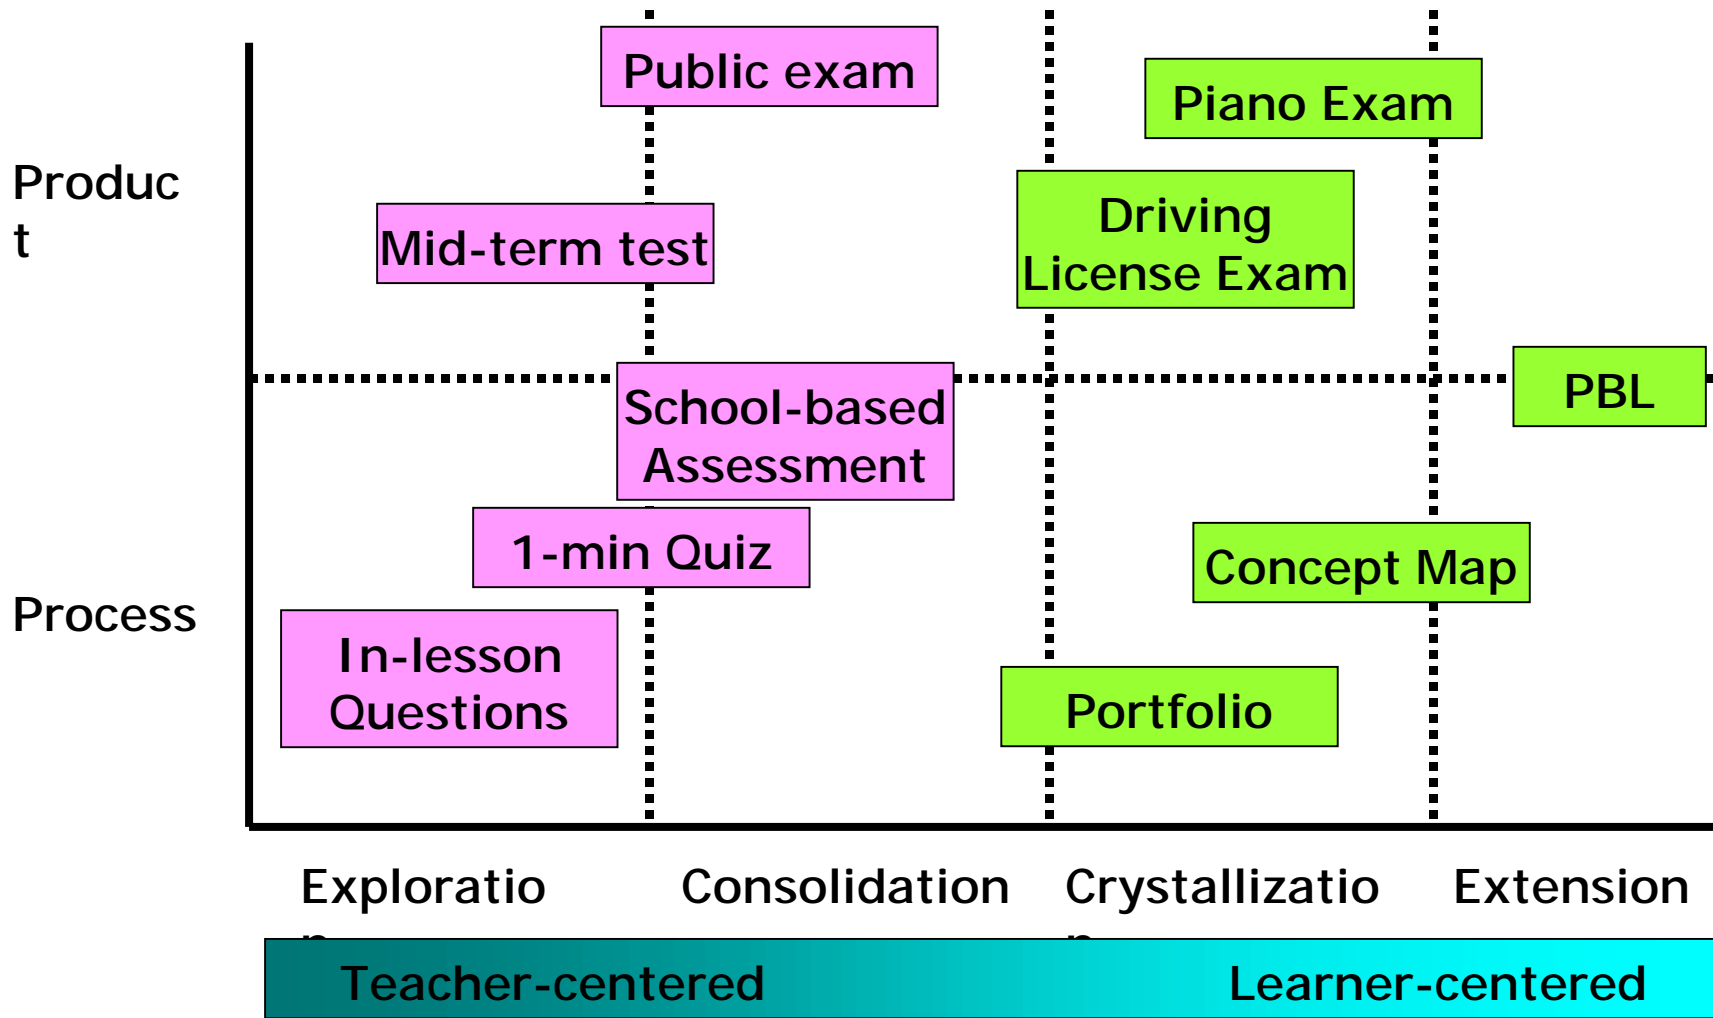 Public exam
Piano Exam
Produc
t
Mid-term test
Driving
License Exam
School-based
Assessment
PBL
1-min Quiz
Concept Map
Process
In-lesson
Questions
Portfolio
Exploratio
n
Consolidation
Crystallizatio
n
Extension
Teacher-centered
Learner-centered